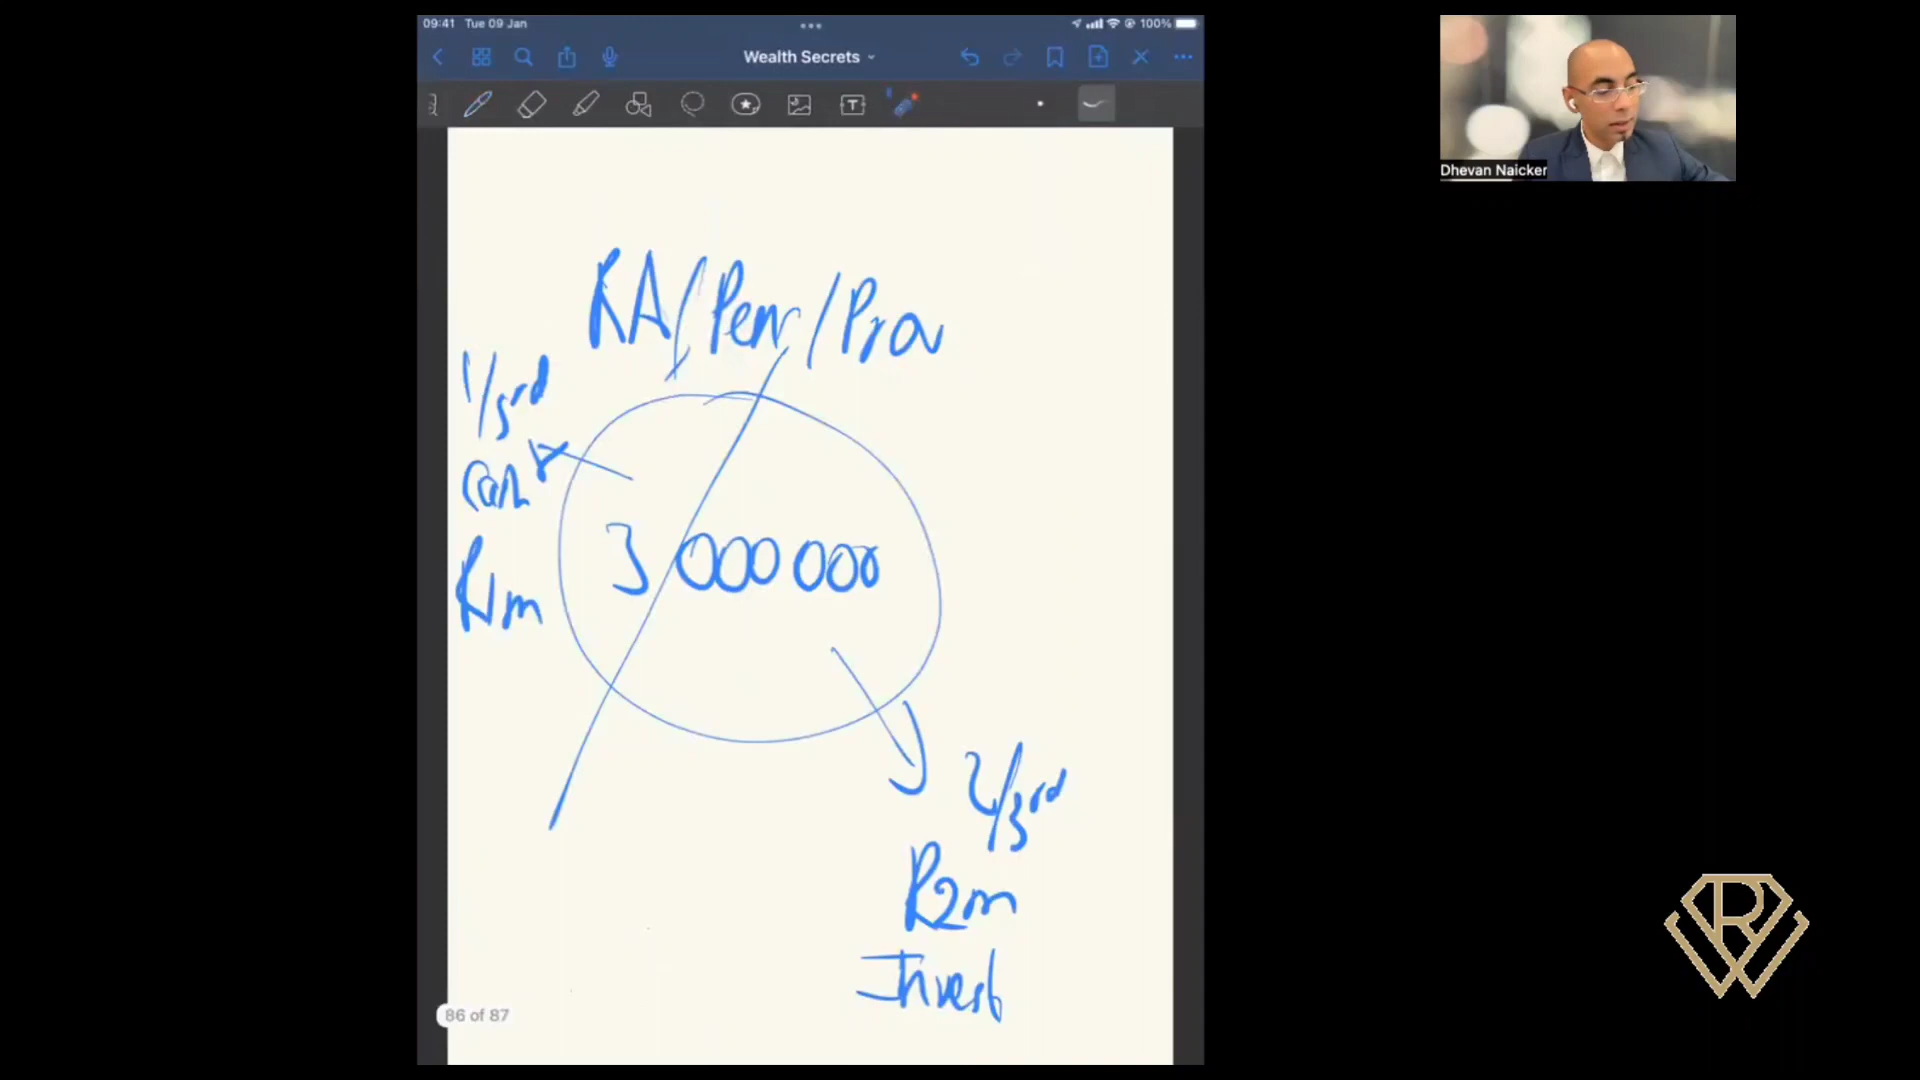 09:41 Tue 09 Jan
100%
Wealth Secrets
T
Dhevan Naicker
RA/Pen/Prov
1/3rd
Cash
R1m
3 000 000
2/3rd
R2m
Invest
86 of 87